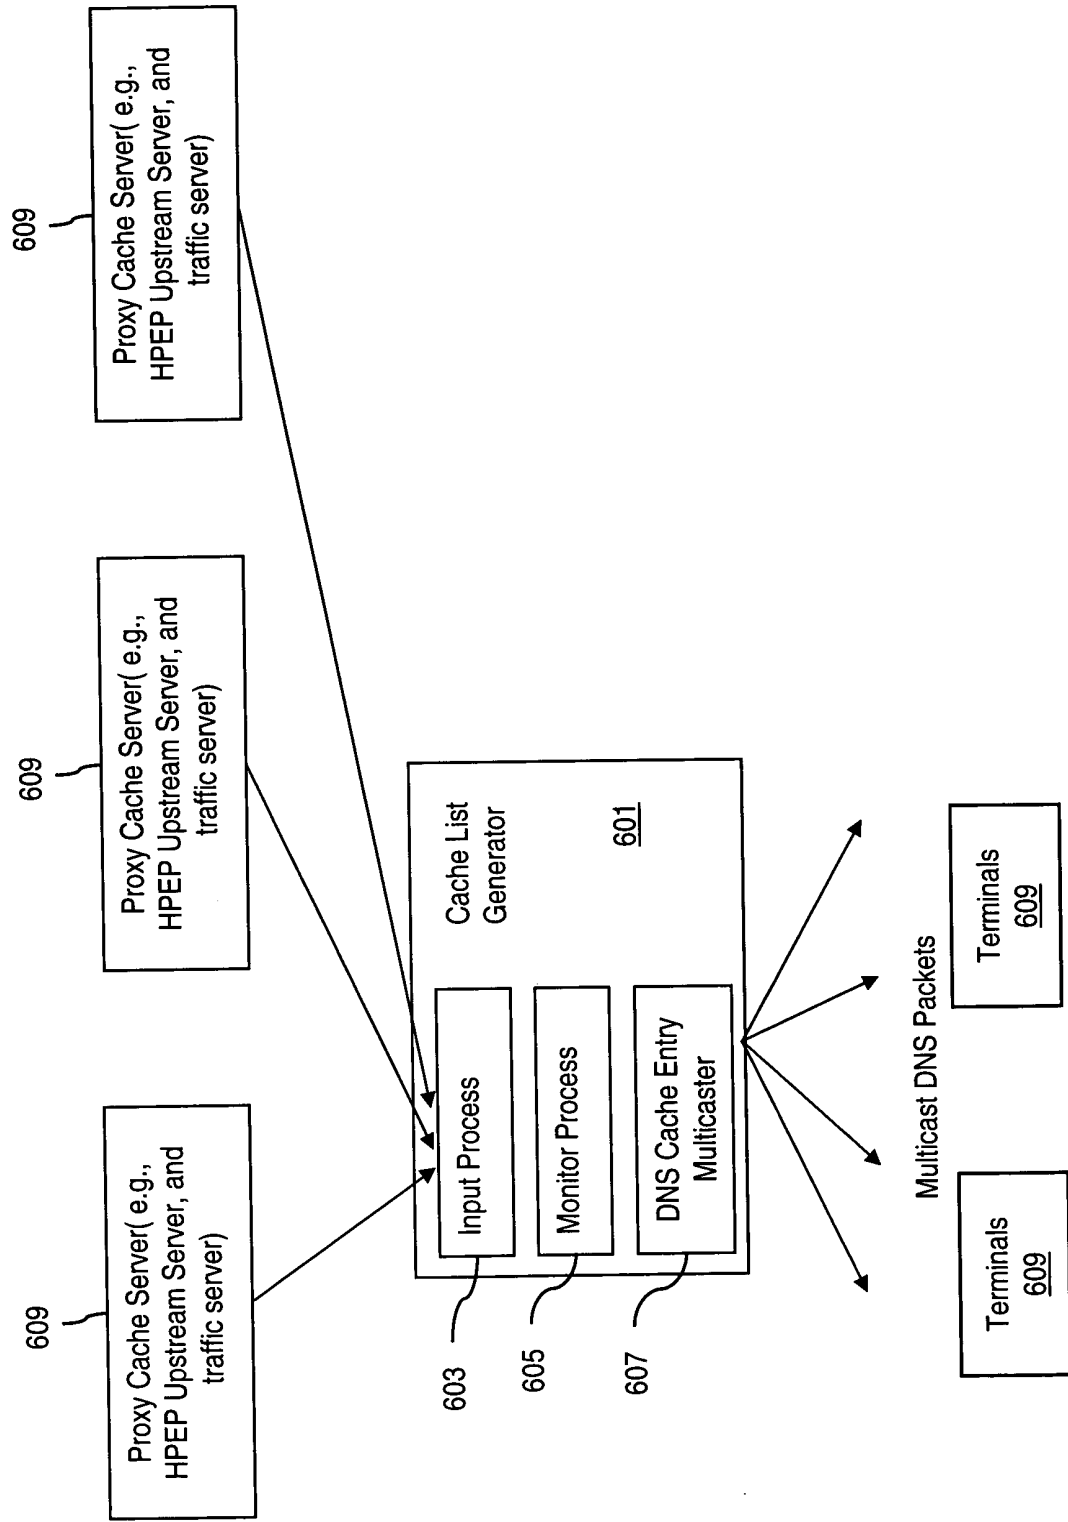 609
Proxy Cache Server( e.g.,
HPEP Upstream Server, and
traffic server)
609
Proxy Cache Server( e.g.,
HPEP Upstream Server, and
traffic server)
609
Proxy Cache Server( e.g.,
HPEP Upstream Server, and
traffic server)
Cache List
Generator
601
603
Input Process
605
Monitor Process
607
DNS Cache Entry
Multicaster
Multicast DNS Packets
Terminals
609
Terminals
609